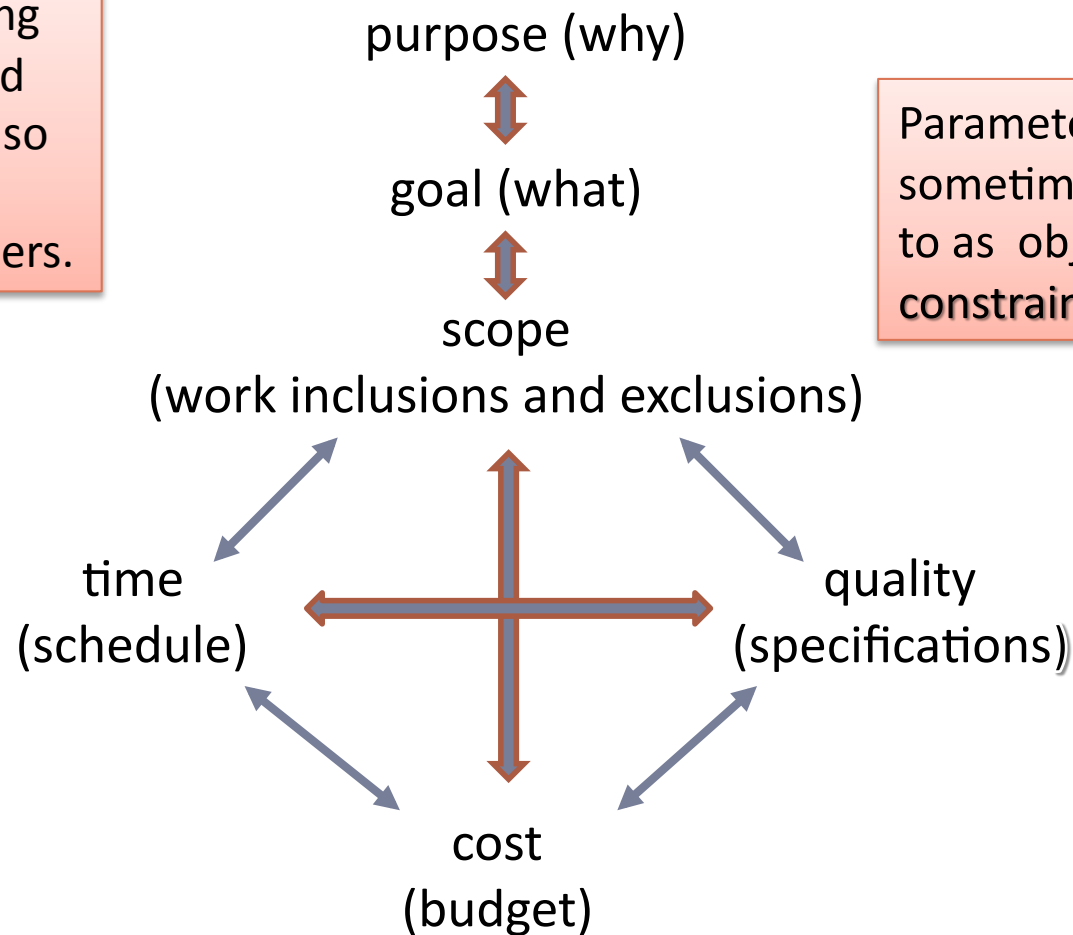 ng
d
so
ers.
purpose (why)
goal (what)
scope
(work inclusions and exclusions)
time
(schedule)
quality
(specifications)
cost
(budget)
Paramet
sometim
to as ob
constrain